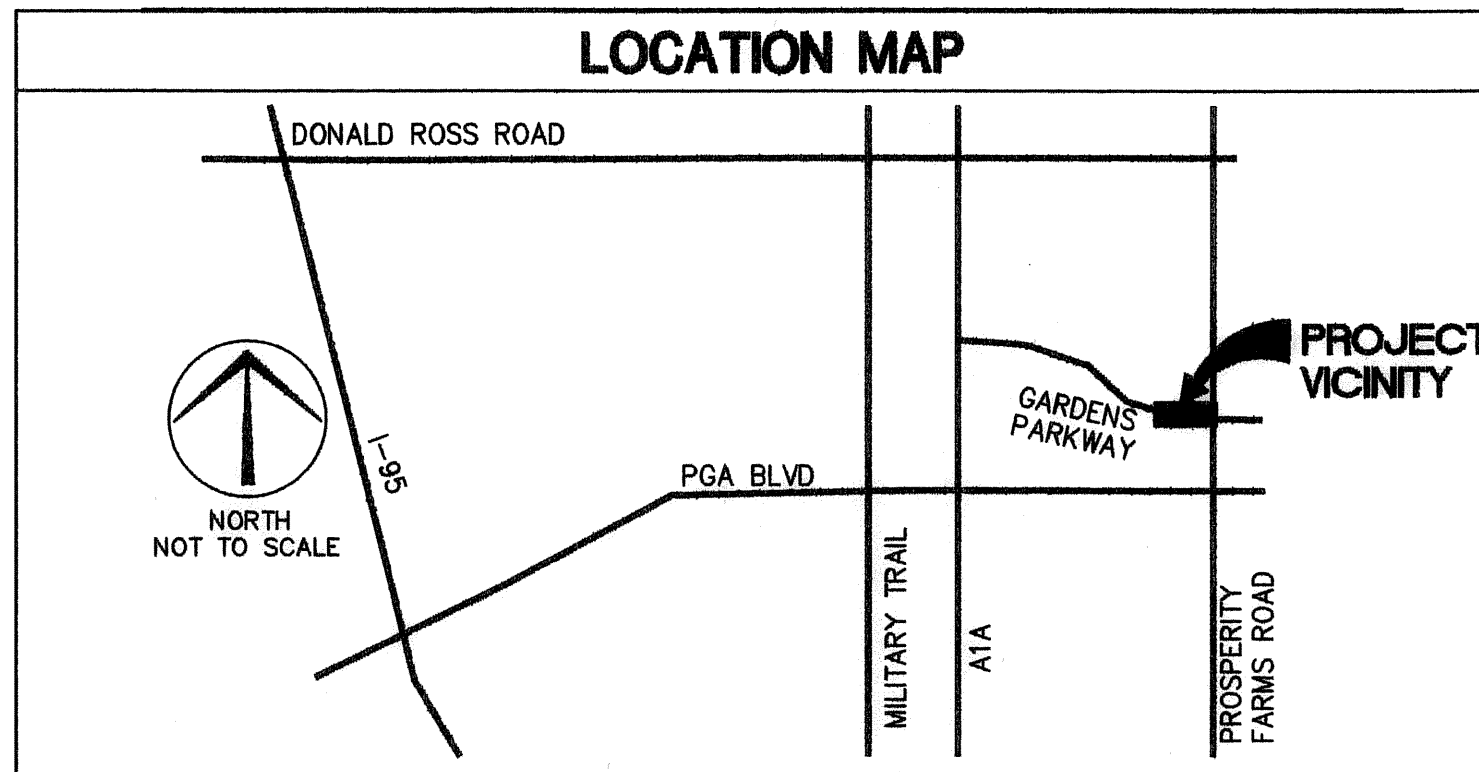 LOCATION MAP
DONALD ROSS ROAD
PROJECT
VICINITY
GARDENS
PARKWAY
I-95
PGA BLVD
NORTH
NOT TO SCALE
MILITARY TRAIL
A1A
PROSPERITY
FARMS ROAD